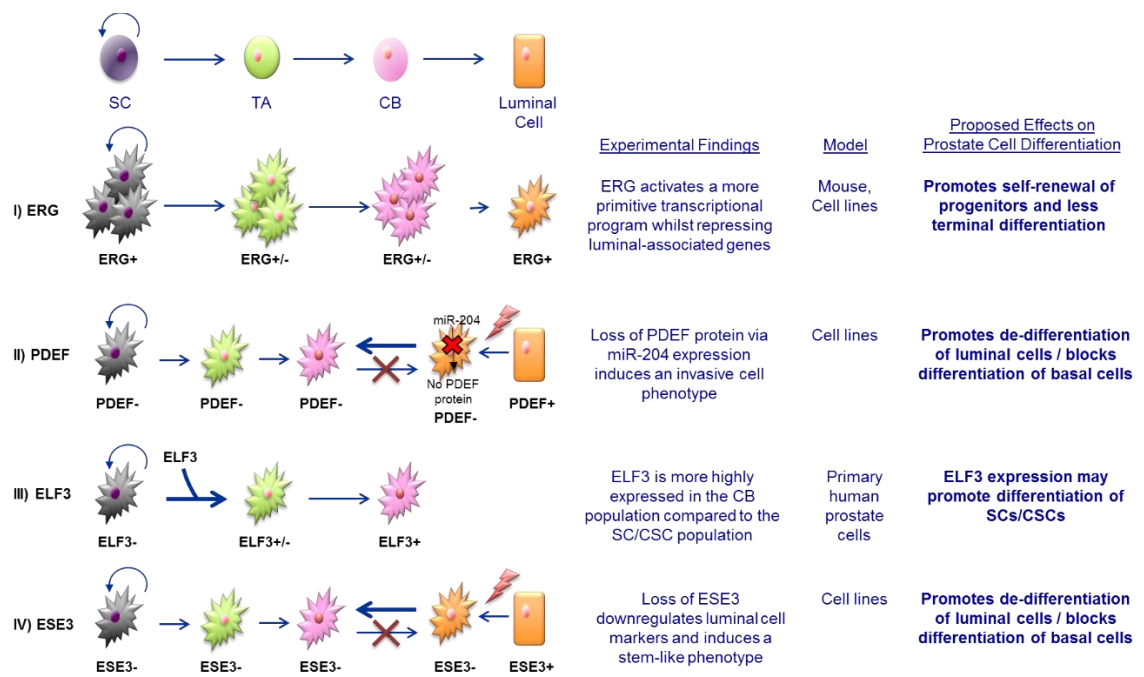 SC
TA
CB
Luminal
Cell
Experimental Findings
Model
Proposed Effects on
Prostate Cell Differentiation
I) ERG
ERG+
ERG+/-
ERG+/-
ERG+
ERG activates a more
primitive transcriptional
program whilst repressing
luminal-associated genes
Mouse,
Cell lines
Promotes self-renewal of
progenitors and less
terminal differentiation
II) PDEF
miR-204
No PDEF
protein
PDEF-
PDEF-
PDEF-
PDEF-
PDEF+
Loss of PDEF protein via
miR-204 expression
induces an invasive cell
phenotype
Cell lines
Promotes de-differentiation
of luminal cells / blocks
differentiation of basal cells
ELF3
III) ELF3
ELF3-
ELF3+/-
ELF3+
ELF3 is more highly
expressed in the CB
population compared to the
SC/CSC population
Primary
human
prostate
cells
ELF3 expression may
promote differentiation of
SCs/CSCs
IV) ESE3
ESE3-
ESE3-
ESE3-
ESE3-
ESE3+
Loss of ESE3
downregulates luminal cell
markers and induces a
stem-like phenotype
Cell lines
Promotes de-differentiation
of luminal cells / blocks
differentiation of basal cells